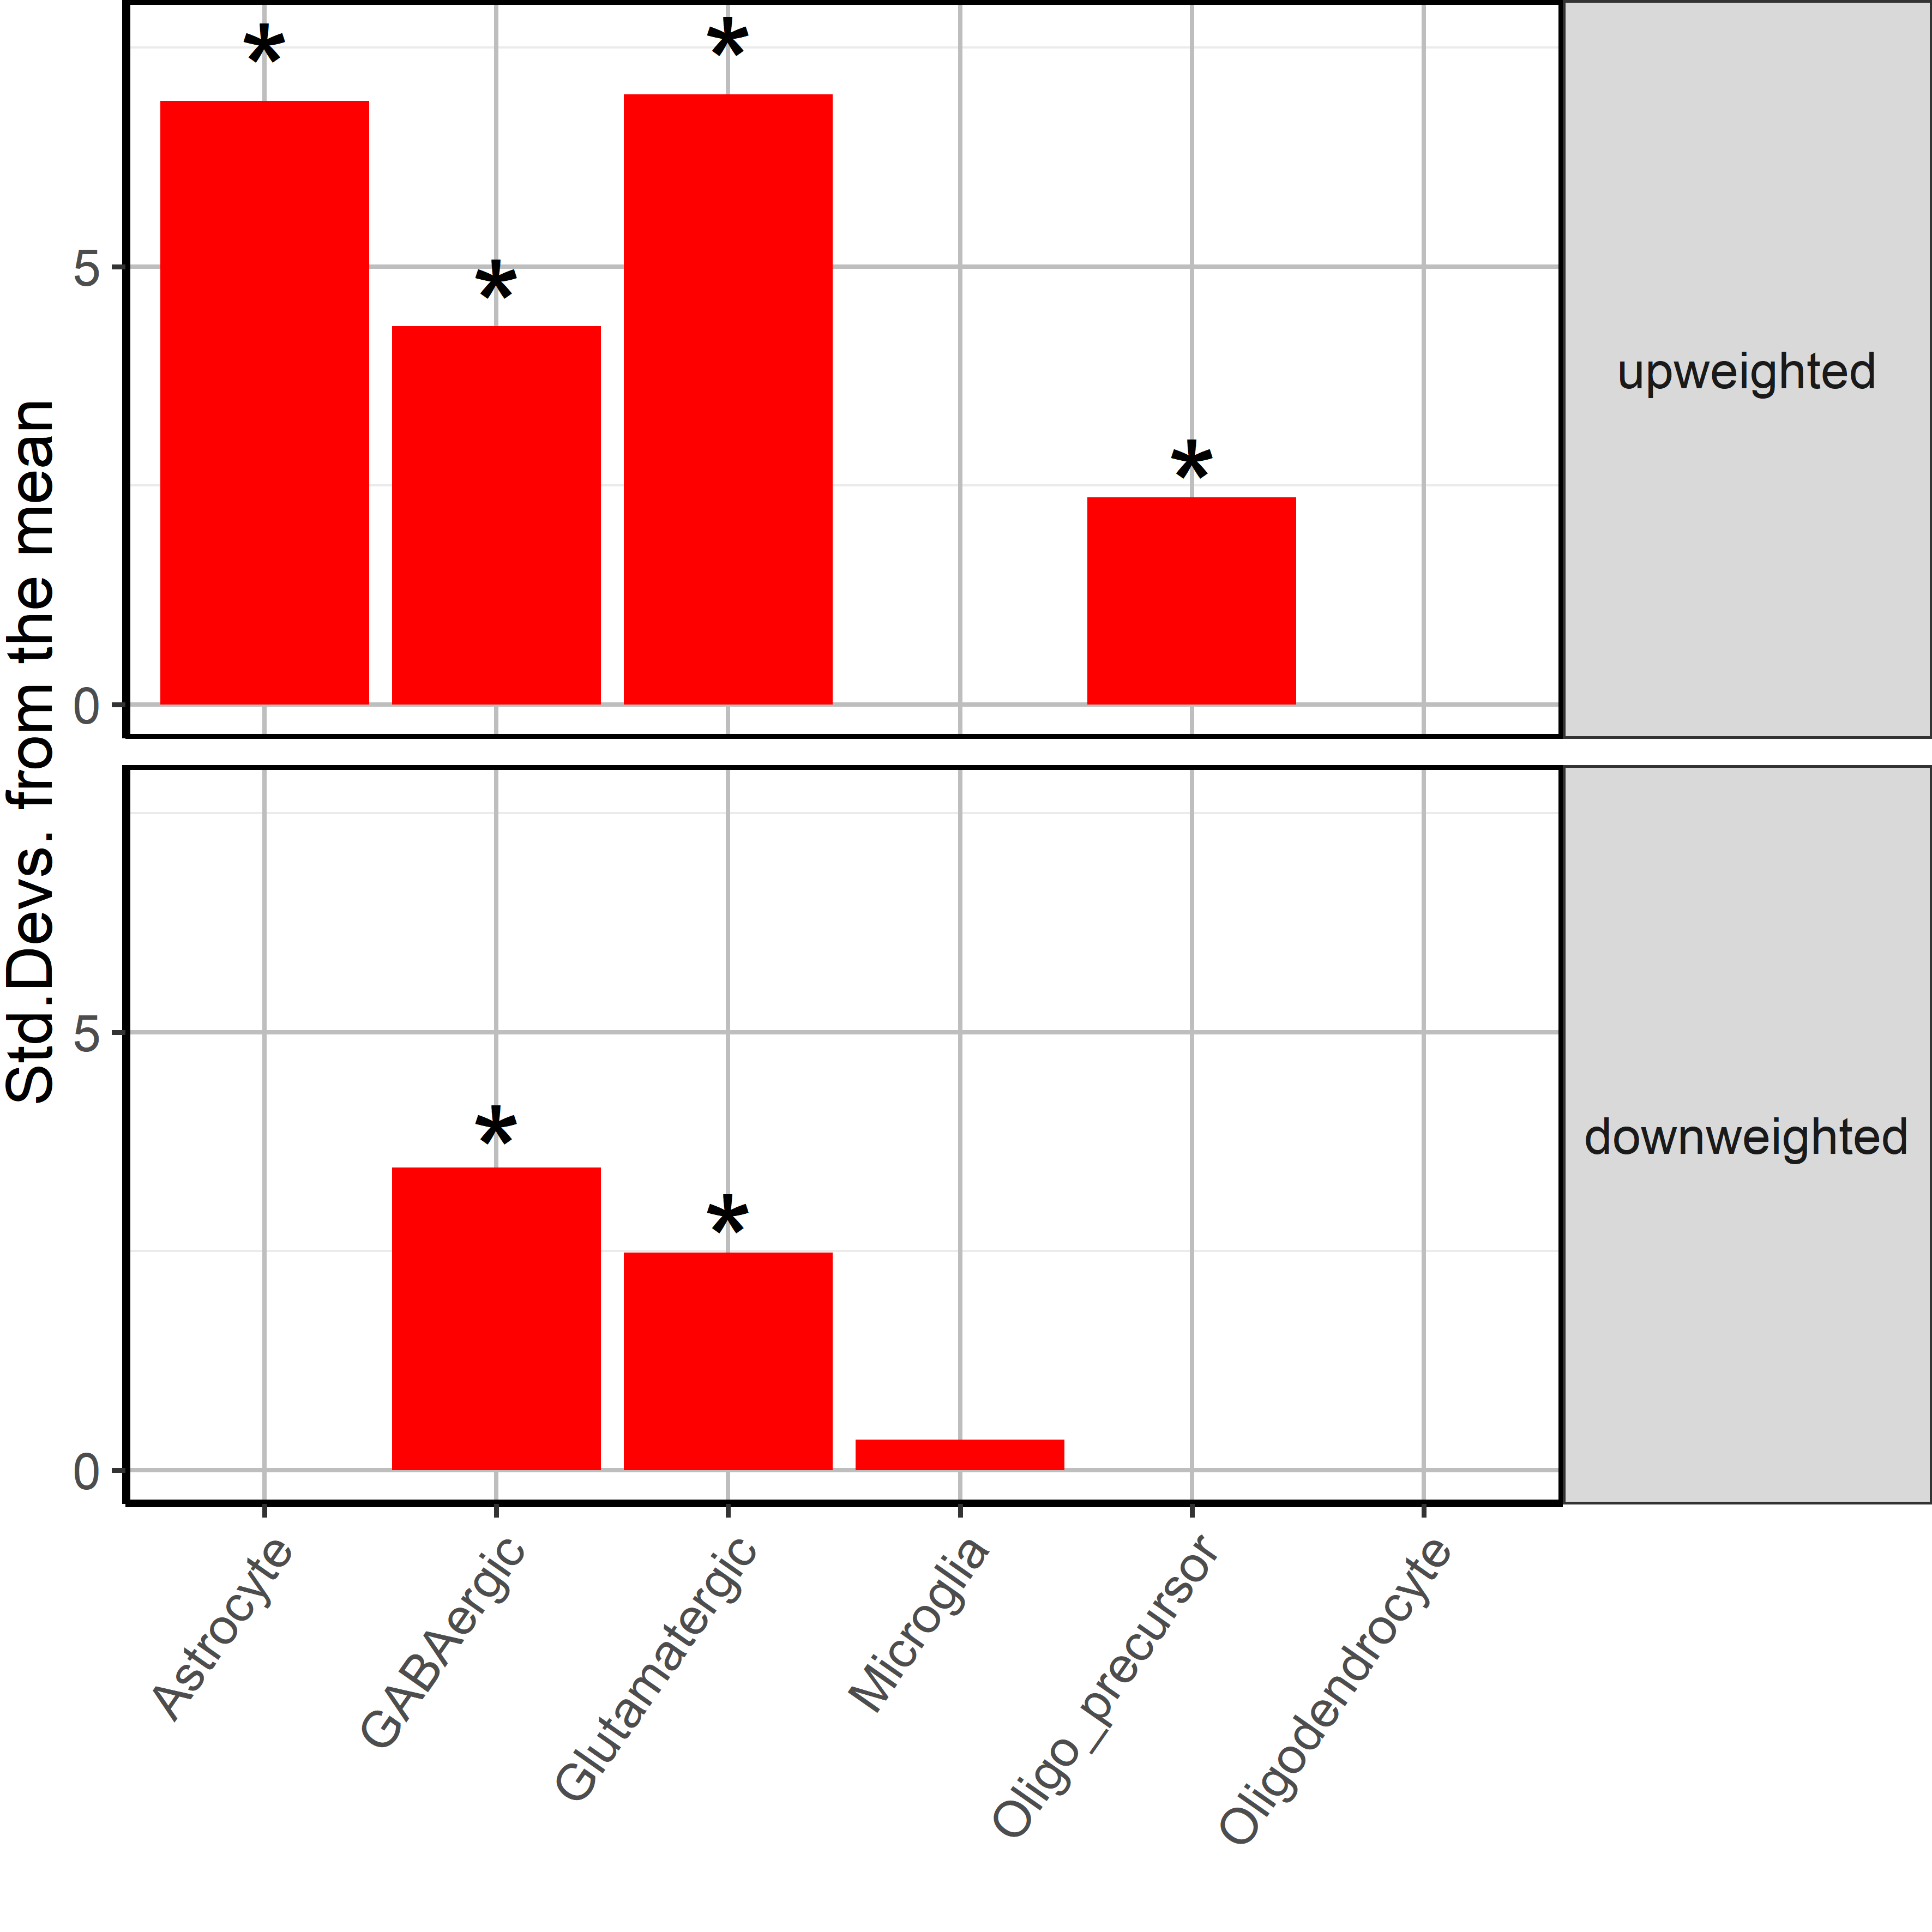 Std.Devs. from the mean
*
*
*
*
5
0
upweighted
*
*
5
0
downweighted
Astrocyte
GABAergic
Glutamatergic
Microglia
Oligo_precursor
Oligodendrocyte